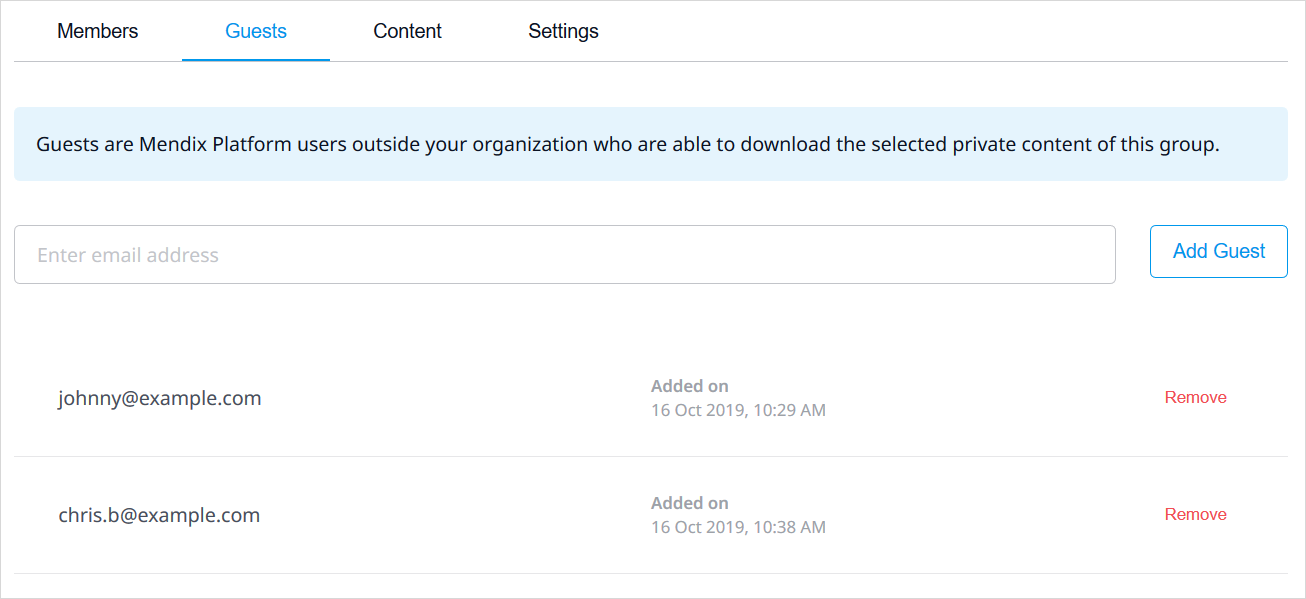 Members Guests Content Settings
Guests are Mendix Platform users outside your organization who are able to download the selected private content of this group.
Enter email address Add Guest
johnny@example.com Added on
16 Oct 2019, 10:29 AM Remove
chris.b@example.com Added on
16 Oct 2019, 10:38 AM Remove